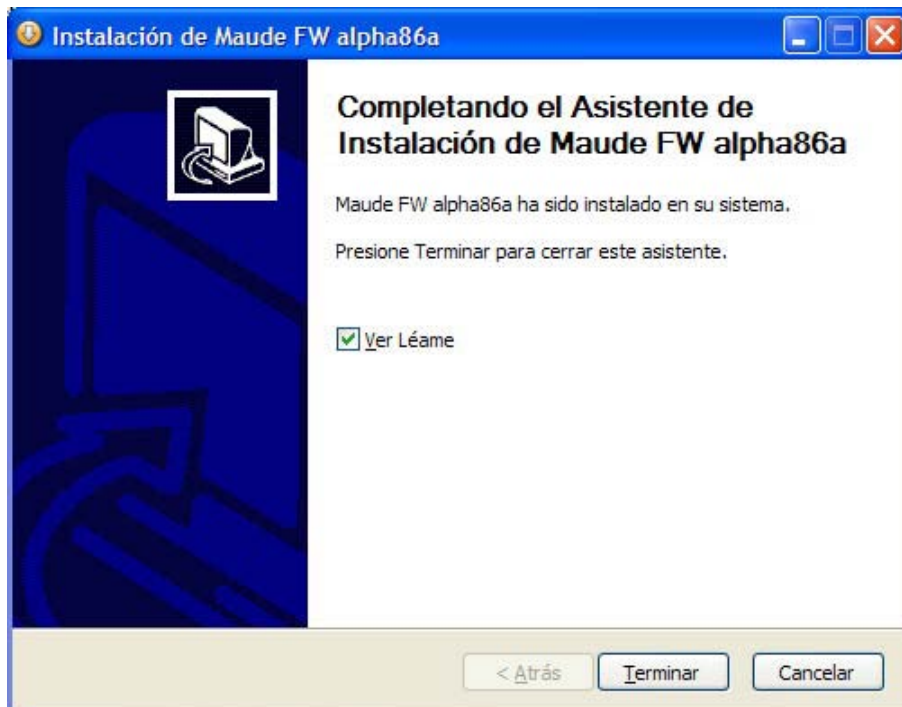 Instalación de Maude FW alpha86a
Completando el Asistente de
Instalación de Maude FW alpha86a
Maude FW alpha86a ha sido instalado en su sistema.
Presione Terminar para cerrar este asistente.
Ver Léame
< Atrás
Terminar
Cancelar